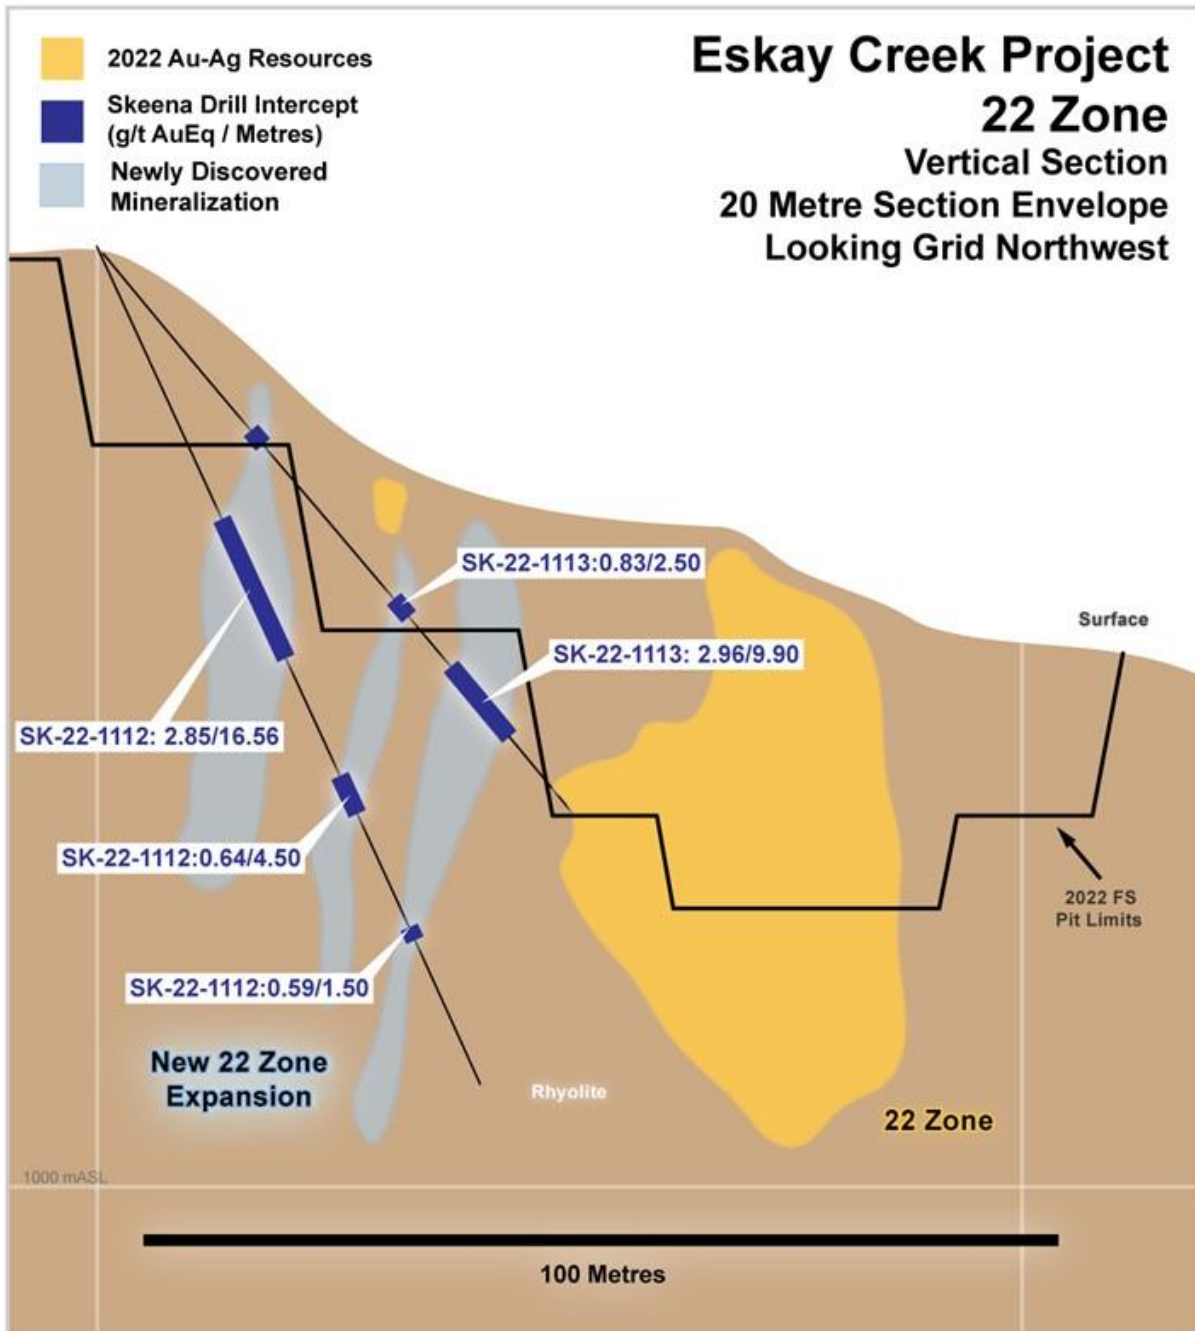 2022 Au-Ag Resources
Skeena Drill Intercept
(g/t AuEq / Metres)
Newly Discovered
Mineralization
Eskay Creek Project
22 Zone
Vertical Section
20 Metre Section Envelope
Looking Grid Northwest
SK-22-1113:0.83/2.50
Surface
SK-22-1113: 2.96/9.90
SK-22-1112: 2.85/16.56
SK-22-1112:0.64/4.50
2022 FS
Pit Limits
SK-22-1112:0.59/1.50
New 22 Zone
Expansion
Rhyolite
22 Zone
1000 mASL
100 Metres